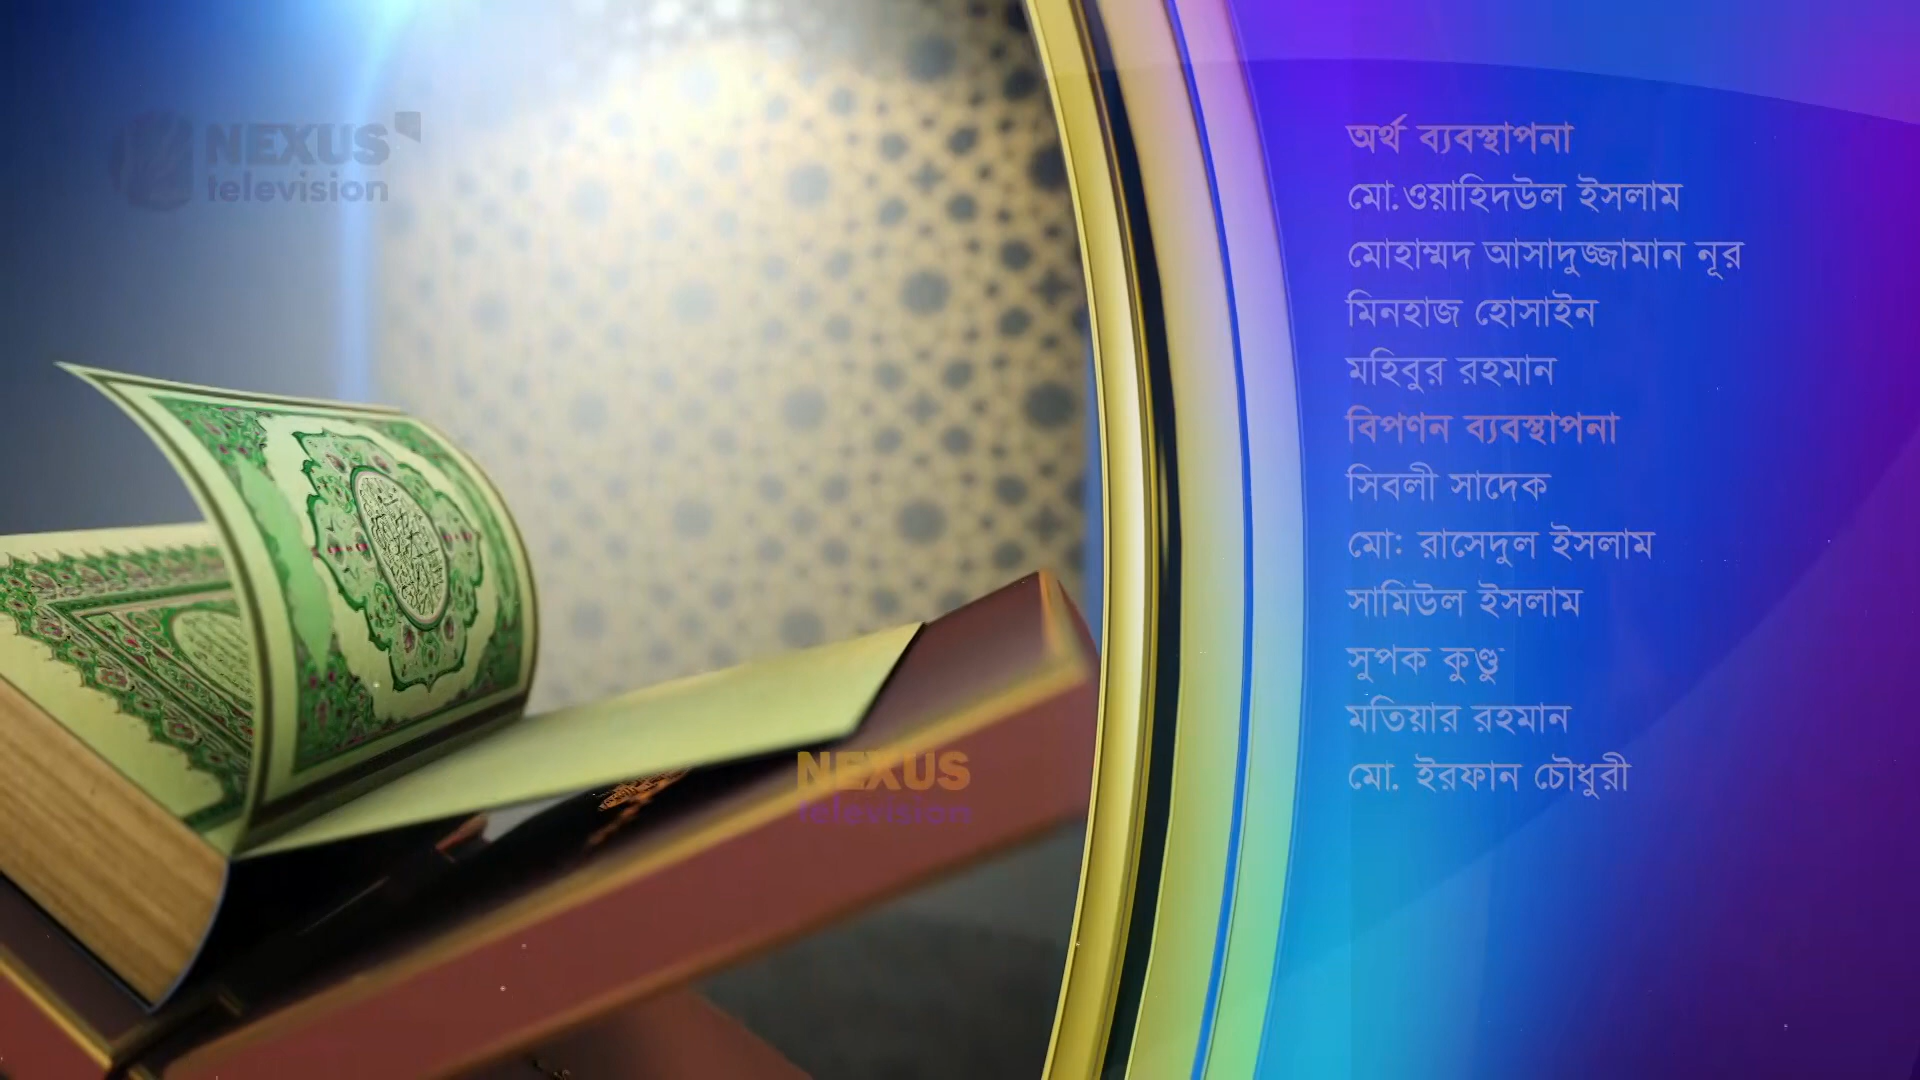 NEXUS
television
অর্থ ব্যবস্থাপনা
মো.ওয়াহিদউল ইসলাম
মোহাম্মদ আসাদুজ্জামান নূর
মিনহাজ হোসাইন
মহিবুর রহমান
বিপণন ব্যবস্থাপনা
সিবলী সাদেক
মো: রাসেদুল ইসলাম
সামিউল ইসলাম
সুপক কুণ্ডু
মতিয়ার রহমান
মো. ইরফান চৌধুরী
NEXUS
television